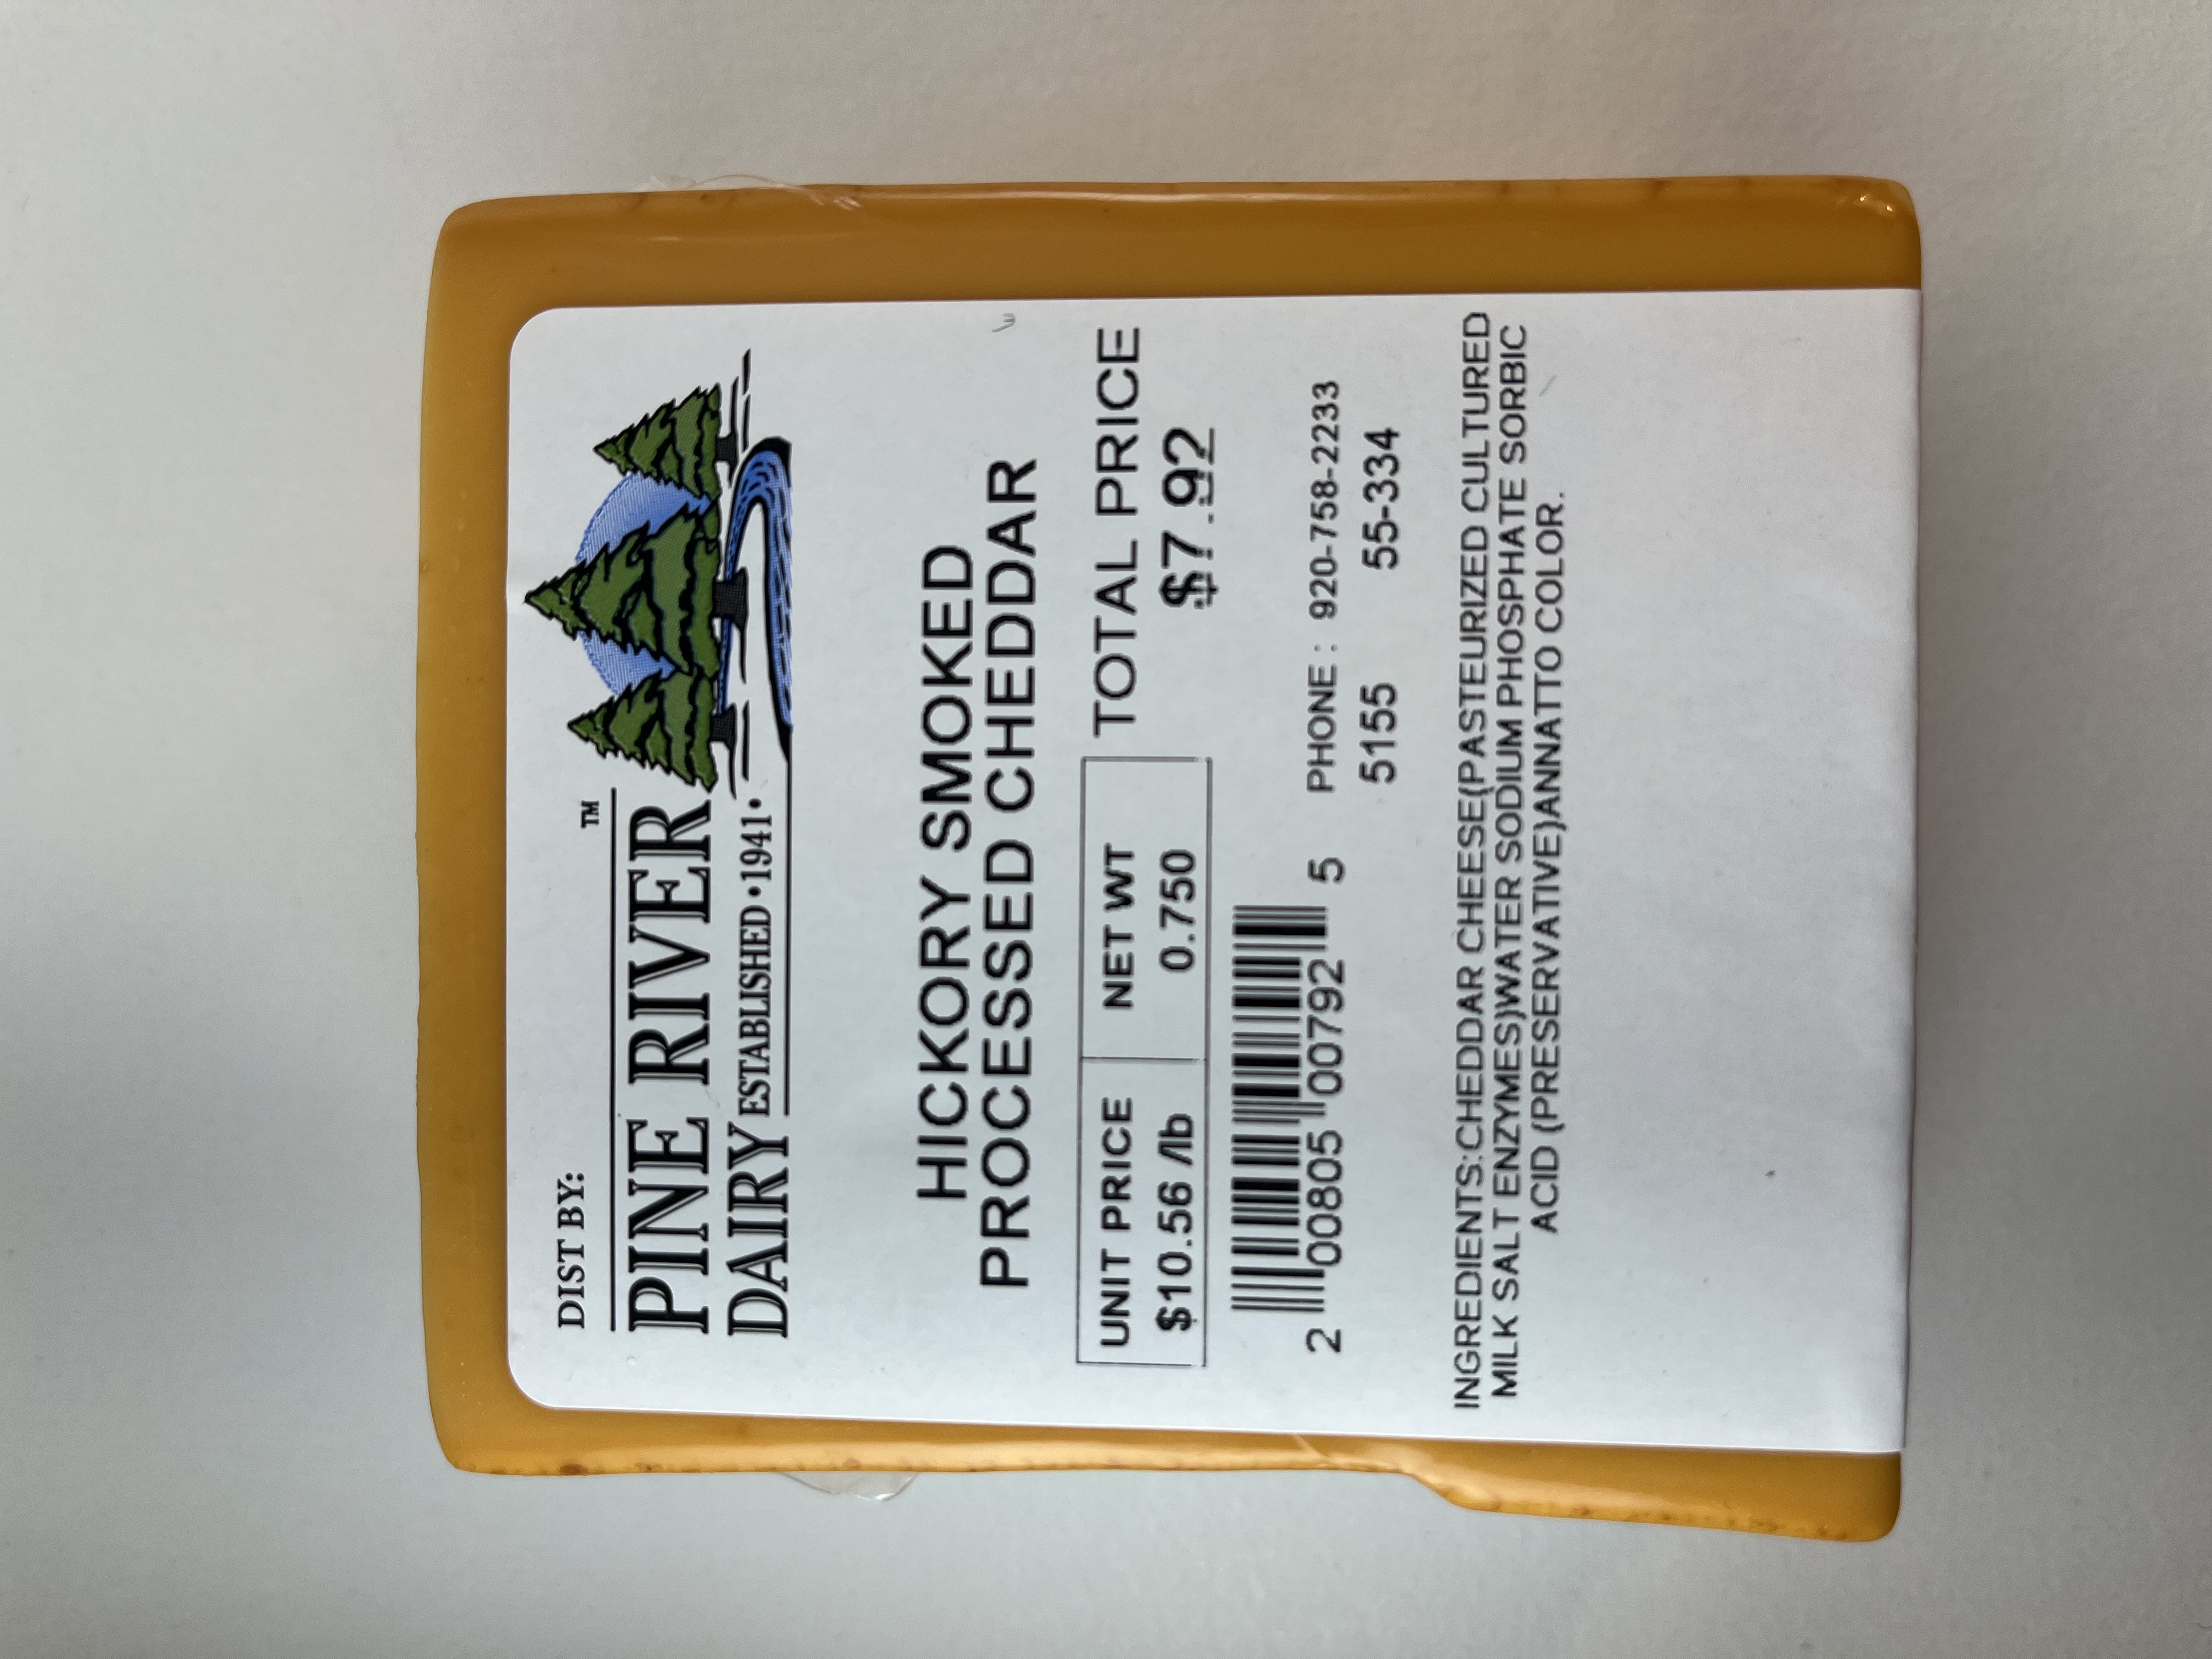 DIST BY:
PINE RIVER™
DAIRY ESTABLISHED • 1941 •
HICKORY SMOKED
PROCESSED CHEDDAR
UNIT PRICE NET WT TOTAL PRICE
$10.56 /lb 0.750 $7.92
2 00805 00792 5
PHONE: 920-758-2233
5155 55-334
INGREDIENTS:CHEDDAR CHEESE(PASTEURIZED CULTURED
MILK SALT ENZYMES)WATER SODIUM PHOSPHATE SORBIC
ACID (PRESERVATIVE)ANNATTO COLOR.